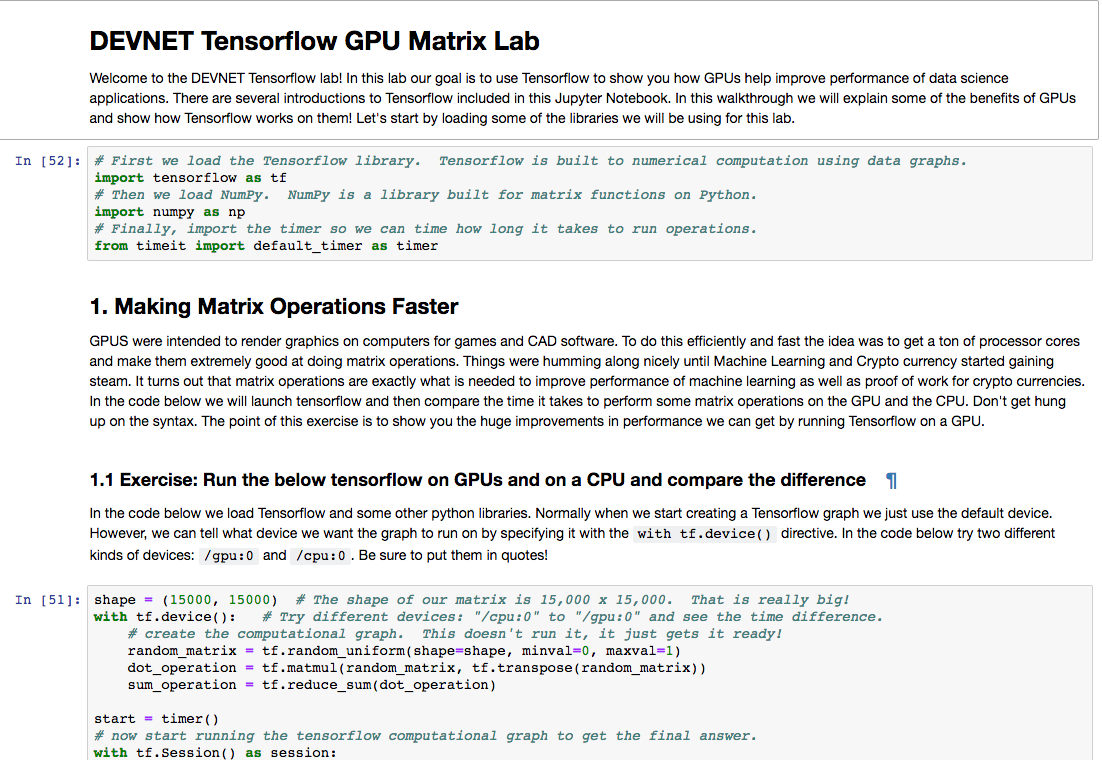 DEVNET Tensorflow GPU Matrix Lab
Welcome to the DEVNET Tensorflow lab! In this lab our goal is to use Tensorflow to show you how GPUs help improve performance of data science
applications. There are several introductions to Tensorflow included in this Jupyter Notebook. In this walkthrough we will explain some of the benefits of GPUs
and show how Tensorflow works on them! Let's start by loading some of the libraries we will be using for this lab.
In [52]: # First we load the Tensorflow library.  Tensorflow is built to numerical computation using data graphs.
import tensorflow as tf
# Then we load NumPy.  NumPy is a library built for matrix functions on Python.
import numpy as np
# Finally, import the timer so we can time how long it takes to run operations.
from timeit import default_timer as timer
1. Making Matrix Operations Faster
GPUS were intended to render graphics on computers for games and CAD software. To do this efficiently and fast the idea was to get a ton of processor cores
and make them extremely good at doing matrix operations. Things were humming along nicely until Machine Learning and Crypto currency started gaining
steam. It turns out that matrix operations are exactly what is needed to improve performance of machine learning as well as proof of work for crypto currencies.
In the code below we will launch tensorflow and then compare the time it takes to perform some matrix operations on the GPU and the CPU. Don't get hung
up on the syntax. The point of this exercise is to show you the huge improvements in performance we can get by running Tensorflow on a GPU.
1.1 Exercise: Run the below tensorflow on GPUs and on a CPU and compare the difference ¶
In the code below we load Tensorflow and some other python libraries. Normally when we start creating a Tensorflow graph we just use the default device.
However, we can tell what device we want the graph to run on by specifying it with the with tf.device() directive. In the code below try two different
kinds of devices: /gpu:0 and /cpu:0 . Be sure to put them in quotes!
In [51]: shape = (15000, 15000)  # The shape of our matrix is 15,000 x 15,000.  That is really big!
with tf.device():   # Try different devices: "/cpu:0" to "/gpu:0" and see the time difference.
    # create the computational graph.  This doesn't run it, it just gets it ready!
    random_matrix = tf.random_uniform(shape=shape, minval=0, maxval=1)
    dot_operation = tf.matmul(random_matrix, tf.transpose(random_matrix))
    sum_operation = tf.reduce_sum(dot_operation)
start = timer()
# now start running the tensorflow computational graph to get the final answer.
with tf.Session() as session: